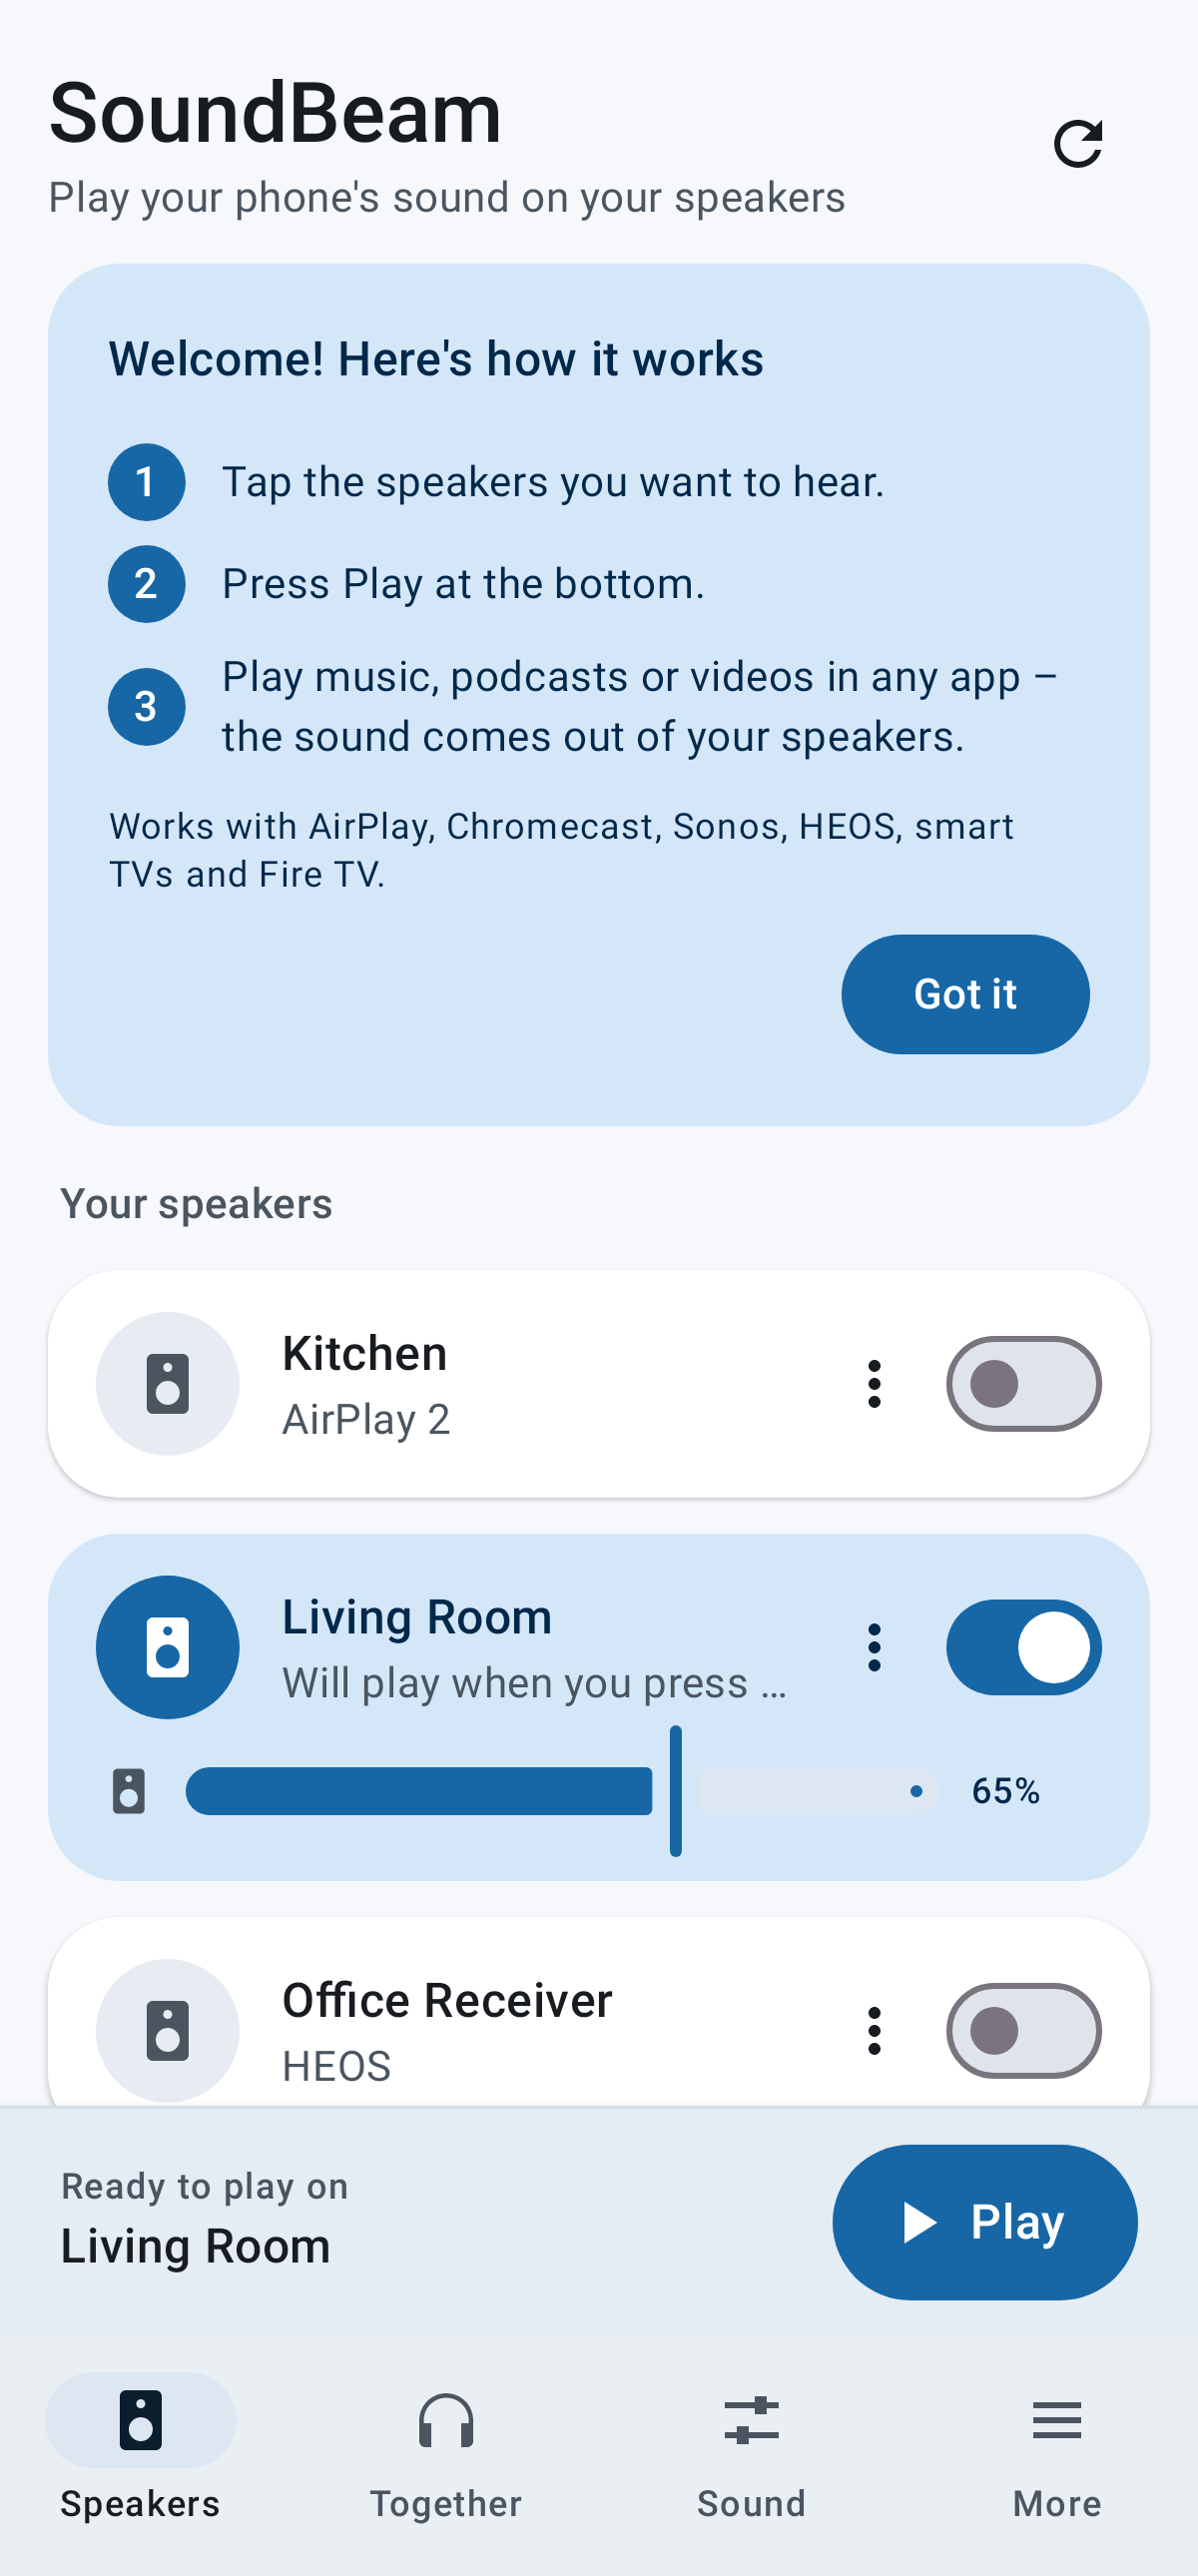 SoundBeam
Play your phone's sound on your speakers
Welcome! Here's how it works
1 Tap the speakers you want to hear.
2 Press Play at the bottom.
3 Play music, podcasts or videos in any app –
the sound comes out of your speakers.
Works with AirPlay, Chromecast, Sonos, HEOS, smart
TVs and Fire TV.
Got it
Your speakers
Kitchen
AirPlay 2
Living Room
Will play when you press ...
65%
Office Receiver
HEOS
Ready to play on
Living Room
Play
Speakers Together Sound More